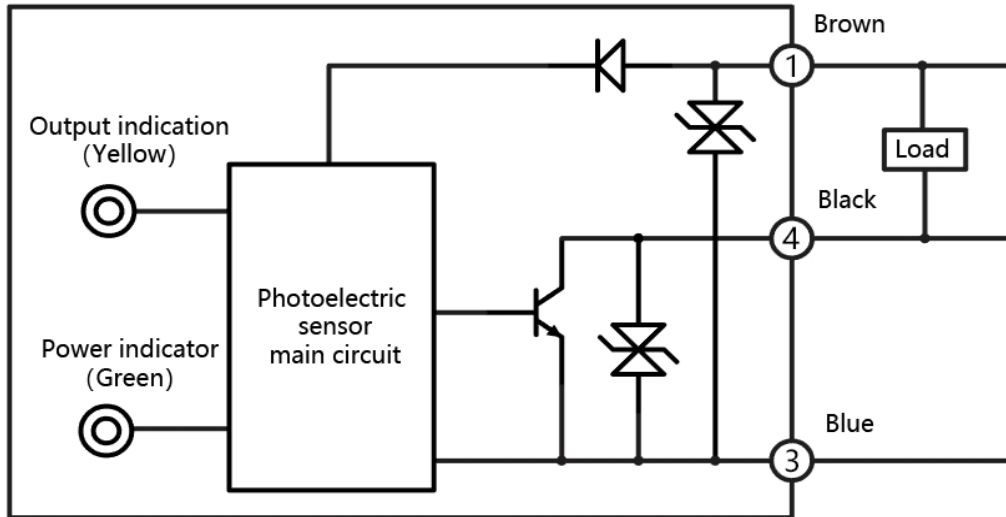 Brown
1
Output indication
(Yellow)
Load
Black
4
Photoelectric
sensor
main circuit
Power indicator
(Green)
Blue
3